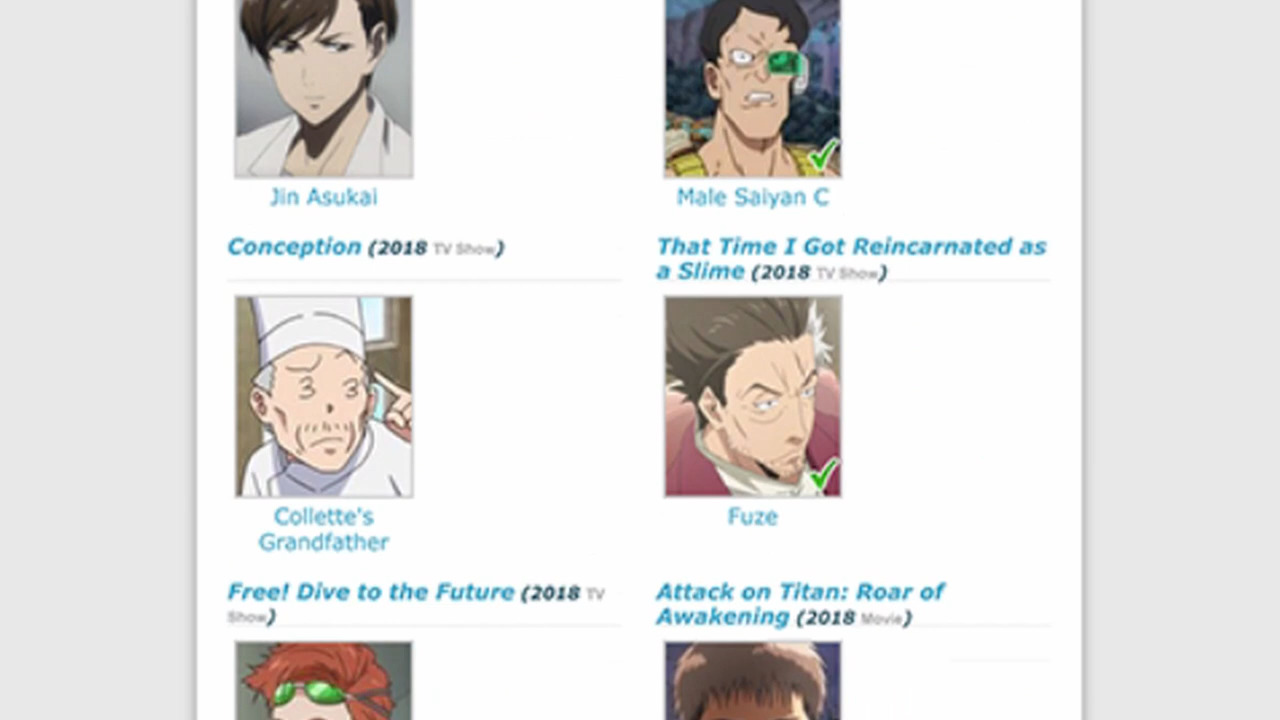 Jin Asukai
Male Saiyan C
Conception (2018 TV Show)
That Time I Got Reincarnated as
a Slime (2018 TV Show)
Collette's
Grandfather
Fuze
Free! Dive to the Future (2018 TV
Show)
Attack on Titan: Roar of
Awakening (2018 Movie)